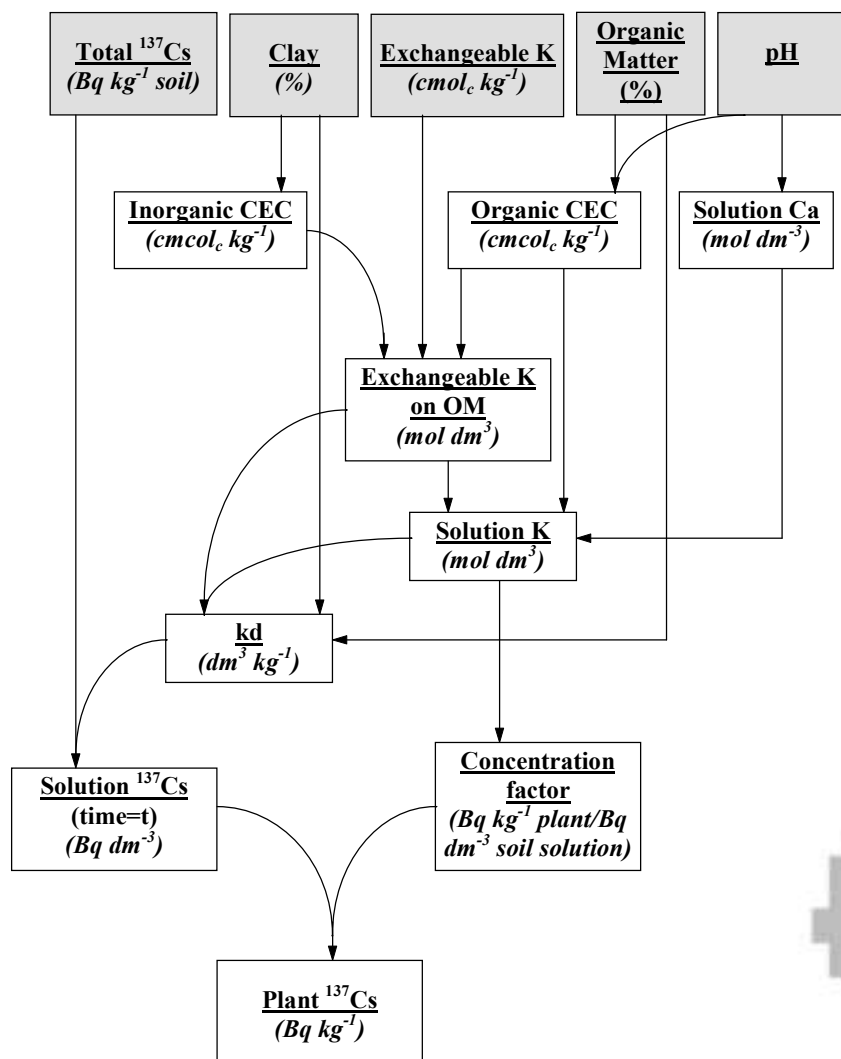 Total ¹³⁷Cs
(Bq kg⁻¹ soil)
Clay
(%)
Exchangeable K
(cmol꜀ kg⁻¹)
Organic
Matter
(%)
pH
Inorganic CEC
(cmcol꜀ kg⁻¹)
Organic CEC
(cmcol꜀ kg⁻¹)
Solution Ca
(mol dm⁻³)
Exchangeable K
on OM
(mol dm³)
Solution K
(mol dm³)
kd
(dm³ kg⁻¹)
Solution ¹³⁷Cs
(time=t)
(Bq dm⁻³)
Concentration
factor
(Bq kg⁻¹ plant/Bq
dm⁻³ soil solution)
Plant ¹³⁷Cs
(Bq kg⁻¹)